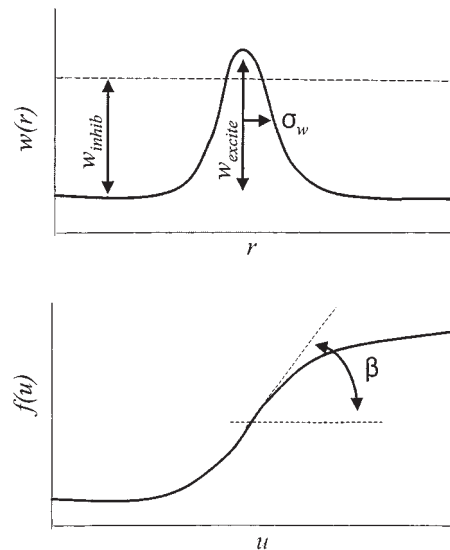 w(r)
w_inhib
w_excite
σ_w
r
f(u)
β
u